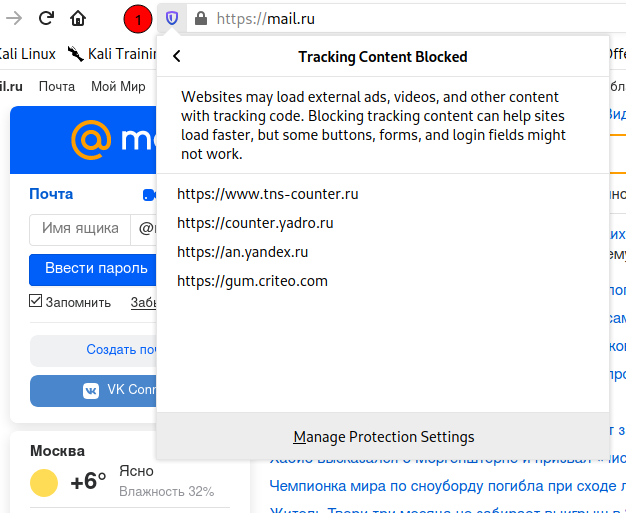 1
https://mail.ru
Kali Linux
Kali
Tracking Content Blocked
il.ru Почта Мой Мир
Websites may load external ads, videos, and other content
with tracking code. Blocking tracking content can help sites
load faster, but some buttons, forms, and login fields might
not work.
@
Почта
https://www.tns-counter.ru
Имя ящика @
https://counter.yadro.ru
https://an.yandex.ru
Ввести пароль
https://gum.criteo.com
Запомнить
Создать
VK
Manage Protection Settings
Москва
+6° Ясно
Влажность 32%
Чемпионка мира по сноуборду погибла при сходе